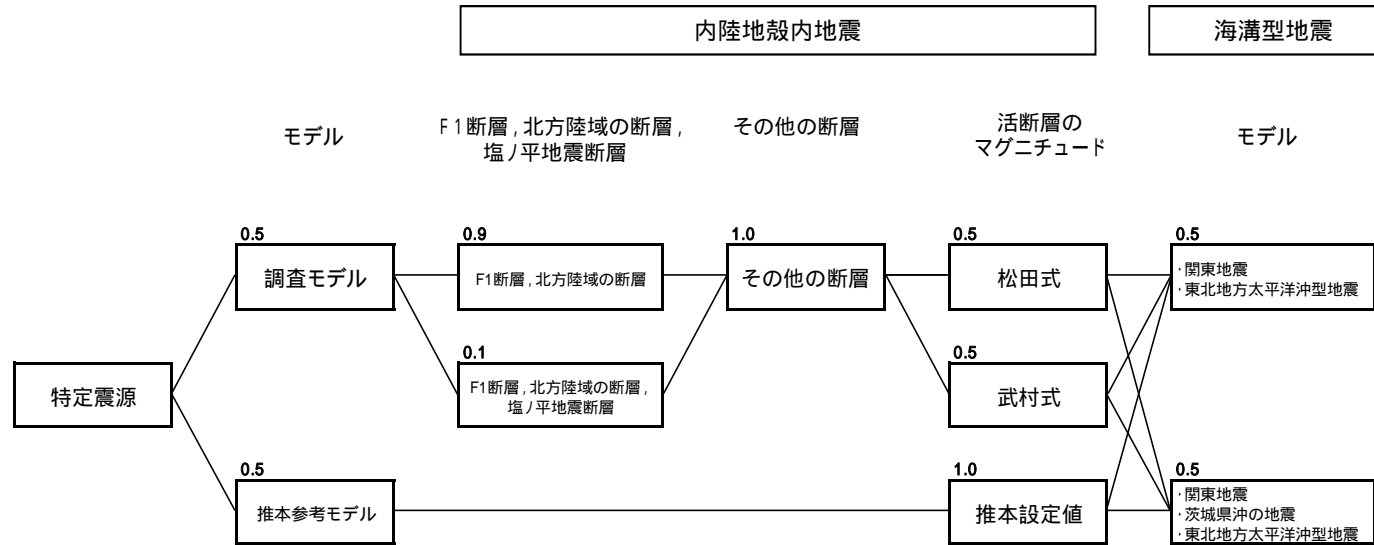 内陸地殻内地震
海溝型地震
モデル
F1断層,北方陸域の断層,
塩ノ平地震断層
その他の断層
活断層の
マグニチュード
モデル
0.5
調査モデル
0.9
F1断層,北方陸域の断層
1.0
その他の断層
0.5
松田式
0.5
・関東地震
・東北地方太平洋沖型地震
特定震源
0.1
F1断層,北方陸域の断層,
塩ノ平地震断層
0.5
武村式
0.5
推本参考モデル
1.0
推本設定値
0.5
・関東地震
・茨城県沖の地震
・東北地方太平洋沖型地震